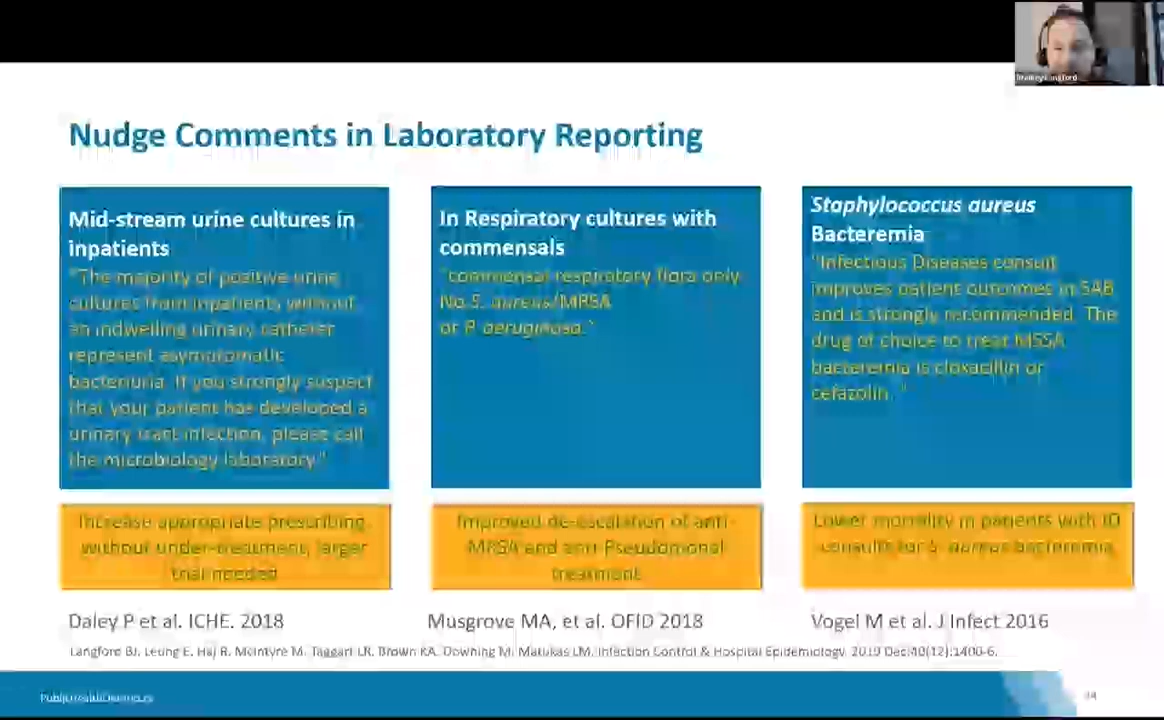 Nudge Comments in Laboratory Reporting
Mid-stream urine cultures in
inpatients
"The majority of positive urine
cultures from inpatients without
an indwelling urinary catheter
represent asymptomatic
bacteriuria. If you strongly suspect
that your patient has developed a
urinary tract infection, please call
the microbiology laboratory."
Increase appropriate prescribing
without under-treatment, larger
trial needed
Daley P et al. ICHE. 2018
In Respiratory cultures with
commensals
"commensal respiratory flora only.
No S. aureus/MRSA
or P. aeruginosa."
Improved de-escalation of anti-
MRSA and anti-Pseudomonal
treatment
Musgrove MA, et al. OFID 2018
Staphylococcus aureus
Bacteremia
"Infectious Diseases consult
improves patient outcomes in SAB
and is strongly recommended. The
drug of choice to treat MSSA
bacteremia is cloxacillin or
cefazolin. "
Lower mortality in patients with ID
consults for S. aureus bacteremia
Vogel M et al. J Infect 2016
Langford BJ, Leung E, Haj R, McIntyre M, Taggart LR, Brown KA, Downing M, Matukas LM. Infection Control & Hospital Epidemiology. 2019 Dec;40(12):1400-6.
PublicHealthOntario.ca